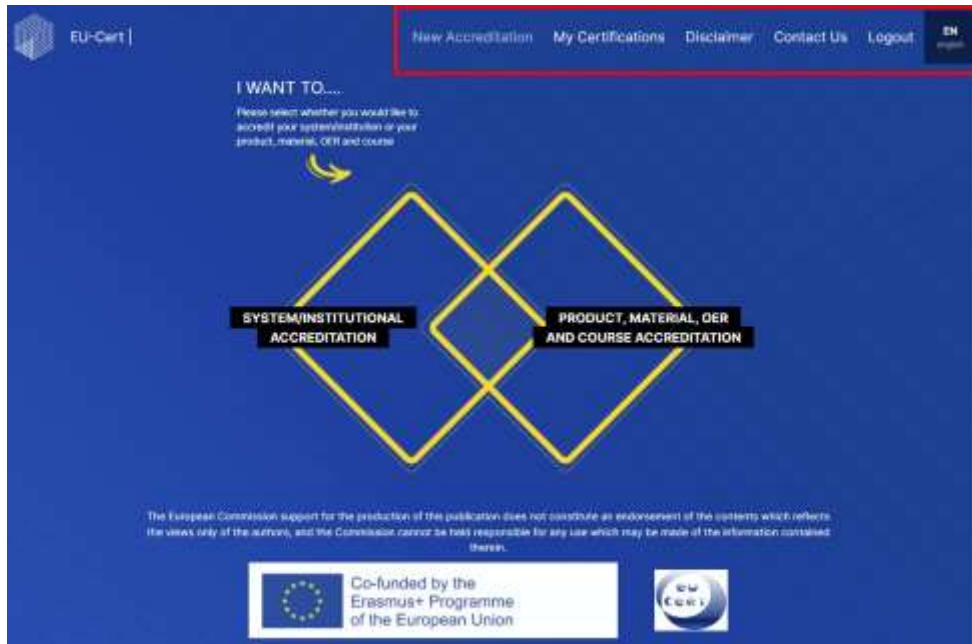 EU-Cert |
New Accreditation My Certifications Disclaimer Contact Us Logout EN
I WANT TO....
Please select whether you would like to
accredit your system/institution or your
product, material, OER and course
SYSTEM/INSTITUTIONAL
ACCREDITATION
PRODUCT, MATERIAL, OER
AND COURSE ACCREDITATION
The European Commission support for the production of this publication does not constitute an endorsement of the contents which reflects
the views only of the authors, and the Commission cannot be held responsible for any use which may be made of the information contained
therein.
Co-funded by the
Erasmus+ Programme
of the European Union